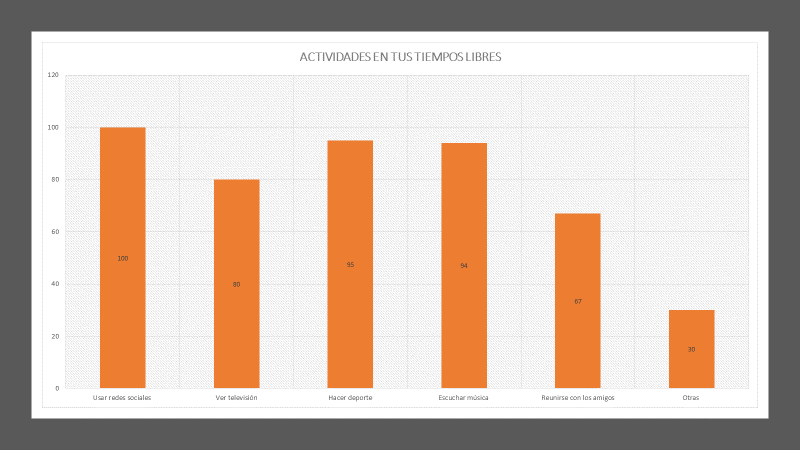 ACTIVIDADES EN TUS TIEMPOS LIBRES
120
100
80
60
40
20
0
100
80
95
94
67
30
Usar redes sociales
Ver televisión
Hacer deporte
Escuchar música
Reunirse con los amigos
Otras